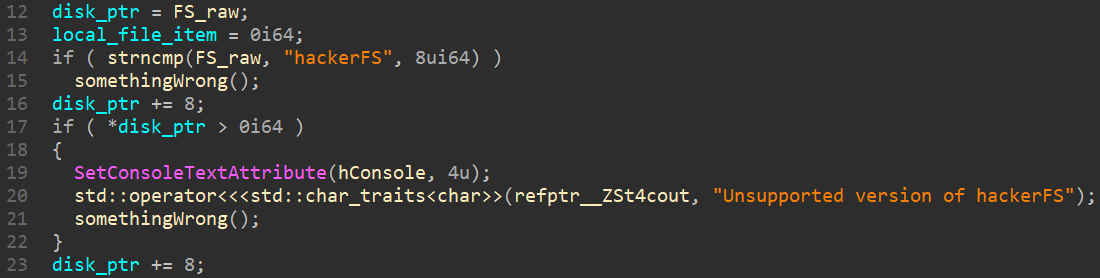 12 disk_ptr = FS_raw;
13 local_file_item = 0i64;
14 if ( strncmp(FS_raw, "hackerFS", 8ui64) )
15 somethingWrong();
16 disk_ptr += 8;
17 if ( *disk_ptr > 0i64 )
18 {
19 SetConsoleTextAttribute(hConsole, 4u);
20 std::operator<<<std::char_traits<char>>(refptr__ZSt4cout, "Unsupported version of hackerFS");
21 somethingWrong();
22 }
23 disk_ptr += 8;